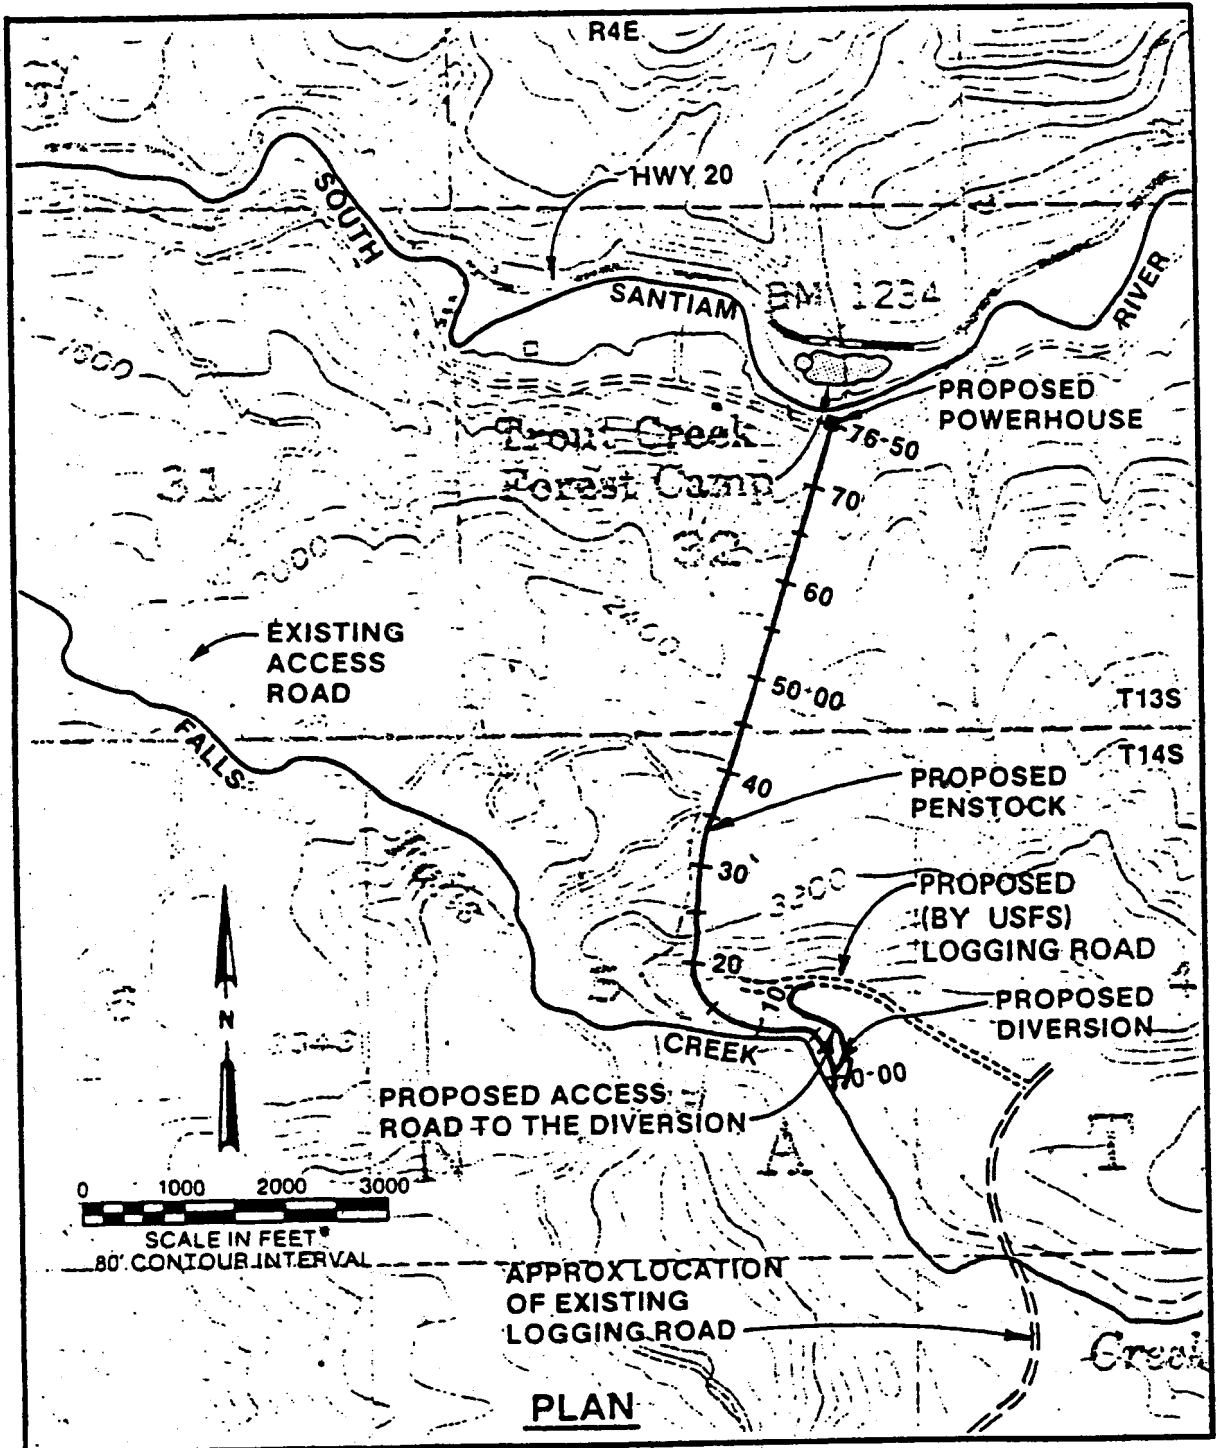 R4E
HWY 20
SOUTH
SANTIAM
RIVER
BM 1234
1600
PROPOSED
POWERHOUSE
76+50
Trout Creek
Forest Camp
31
32
70
60
2400
EXISTING
ACCESS
ROAD
50+00
T13S
T14S
FALLS
40
PROPOSED
PENSTOCK
30
3200
PROPOSED
(BY USFS)
LOGGING ROAD
20
10
PROPOSED
DIVERSION
N
CREEK
0+00
PROPOSED ACCESS
ROAD TO THE DIVERSION
A
T
0 1000 2000 3000
SCALE IN FEET
80' CONTOUR INTERVAL
APPROX LOCATION
OF EXISTING
LOGGING ROAD
Creek
PLAN